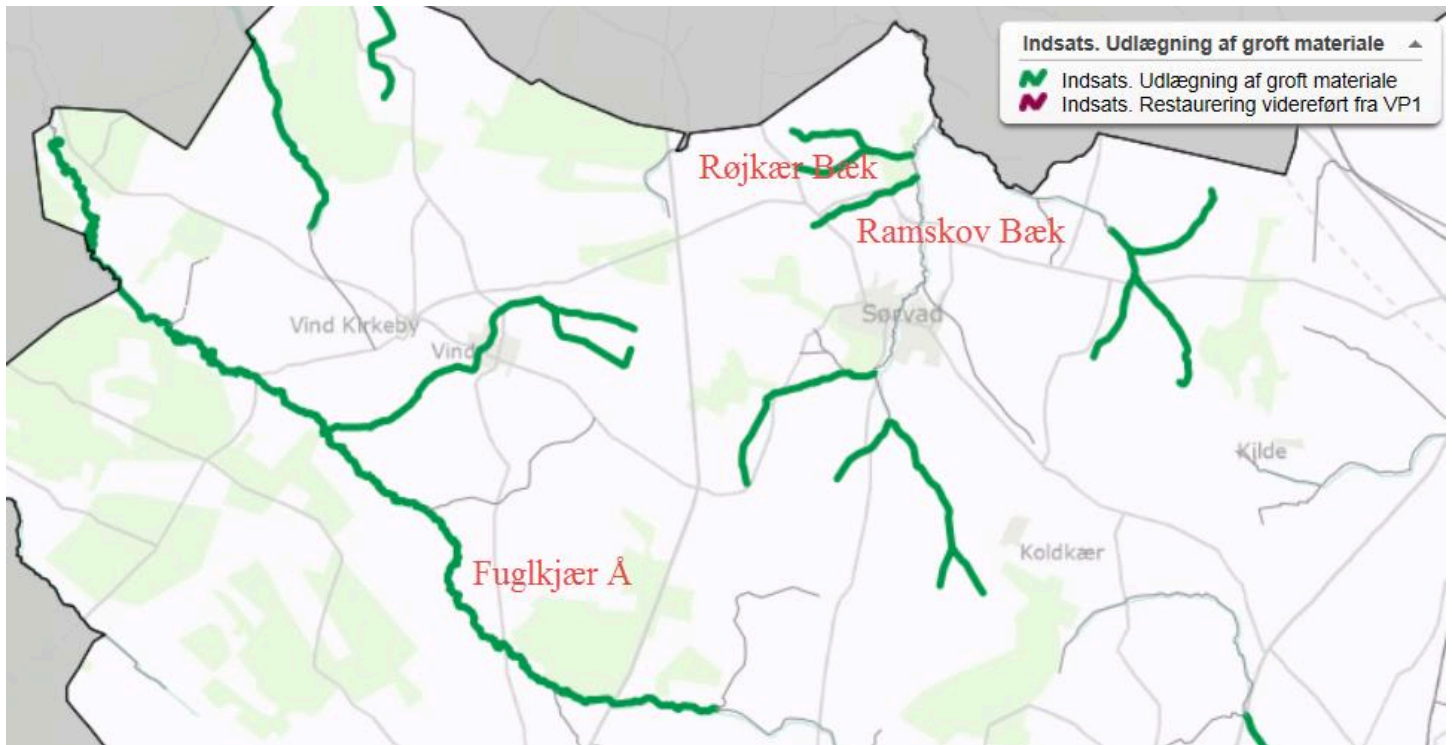 Indsats. Udlægning af groft materiale
Indsats. Udlægning af groft materiale
Indsats. Restaurering videreført fra VP1
Røjkær Bæk
Ramskov Bæk
Sørvad
Vind Kirkeby
Vind
Kilde
Koldkær
Fuglkjær Å